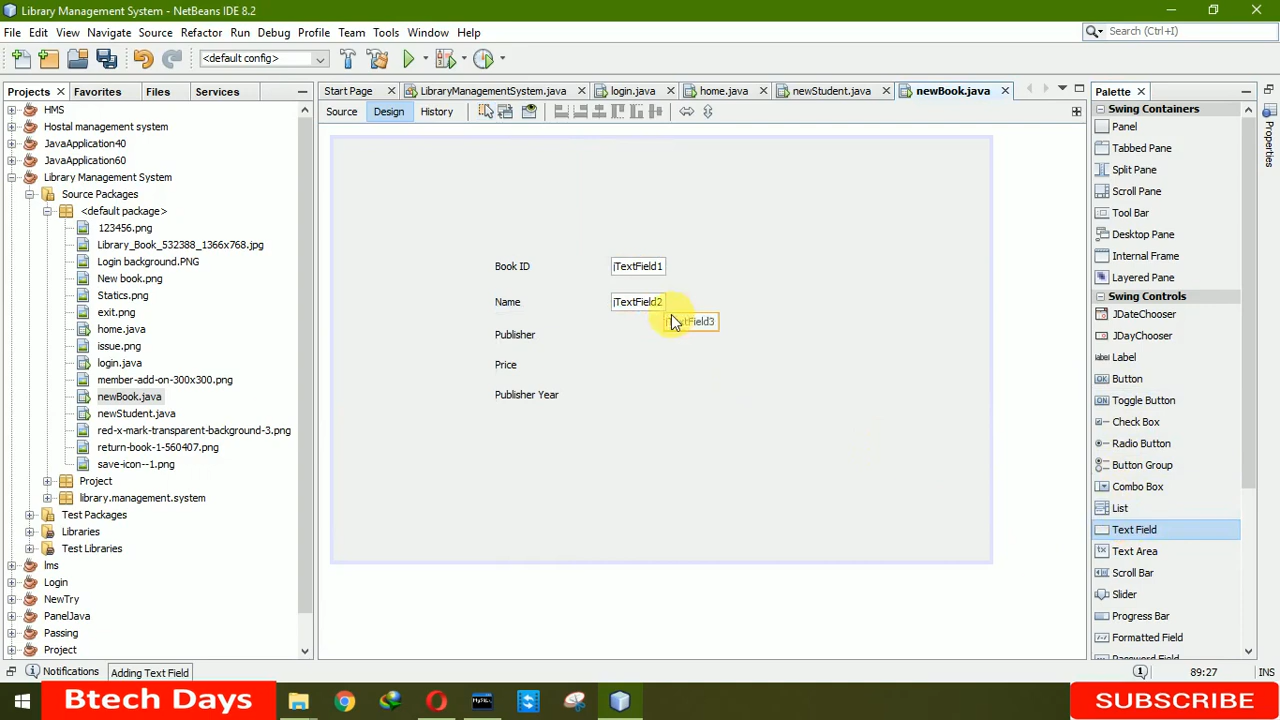 Library Management System - NetBeans IDE 8.2
File Edit View Navigate Source Refactor Run Debug Profile Team Tools Window Help
Search (Ctrl+I)
<default config>
Projects Favorites Files Services
Start Page LibraryManagementSystem.java login.java home.java newStudent.java newBook.java
Palette
Source Design History
HMS
Hostal management system
JavaApplication40
JavaApplication60
Library Management System
Source Packages
<default package>
123456.png
Library_Book_532388_1366x768.jpg
Login background.PNG
New book.png
Statics.png
exit.png
home.java
issue.png
login.java
member-add-on-300x300.png
newBook.java
newStudent.java
red-x-mark-transparent-background-3.png
return-book-1-560407.png
save-icon--1.png
Project
library.management.system
Test Packages
Libraries
Test Libraries
lms
Login
NewTry
PanelJava
Passing
Project
Book ID jTextField1
Name jTextField2
Publisher
Price
Publisher Year
Swing Containers
Panel
Tabbed Pane
Split Pane
Scroll Pane
Tool Bar
Desktop Pane
Internal Frame
Layered Pane
Swing Controls
JDateChooser
JDayChooser
Label
Button
Toggle Button
Check Box
Radio Button
Button Group
Combo Box
List
Text Field
Text Area
Scroll Bar
Slider
Progress Bar
Formatted Field
Properties
Notifications Adding Text Field
89:27 INS
Btech Days
SUBSCRIBE